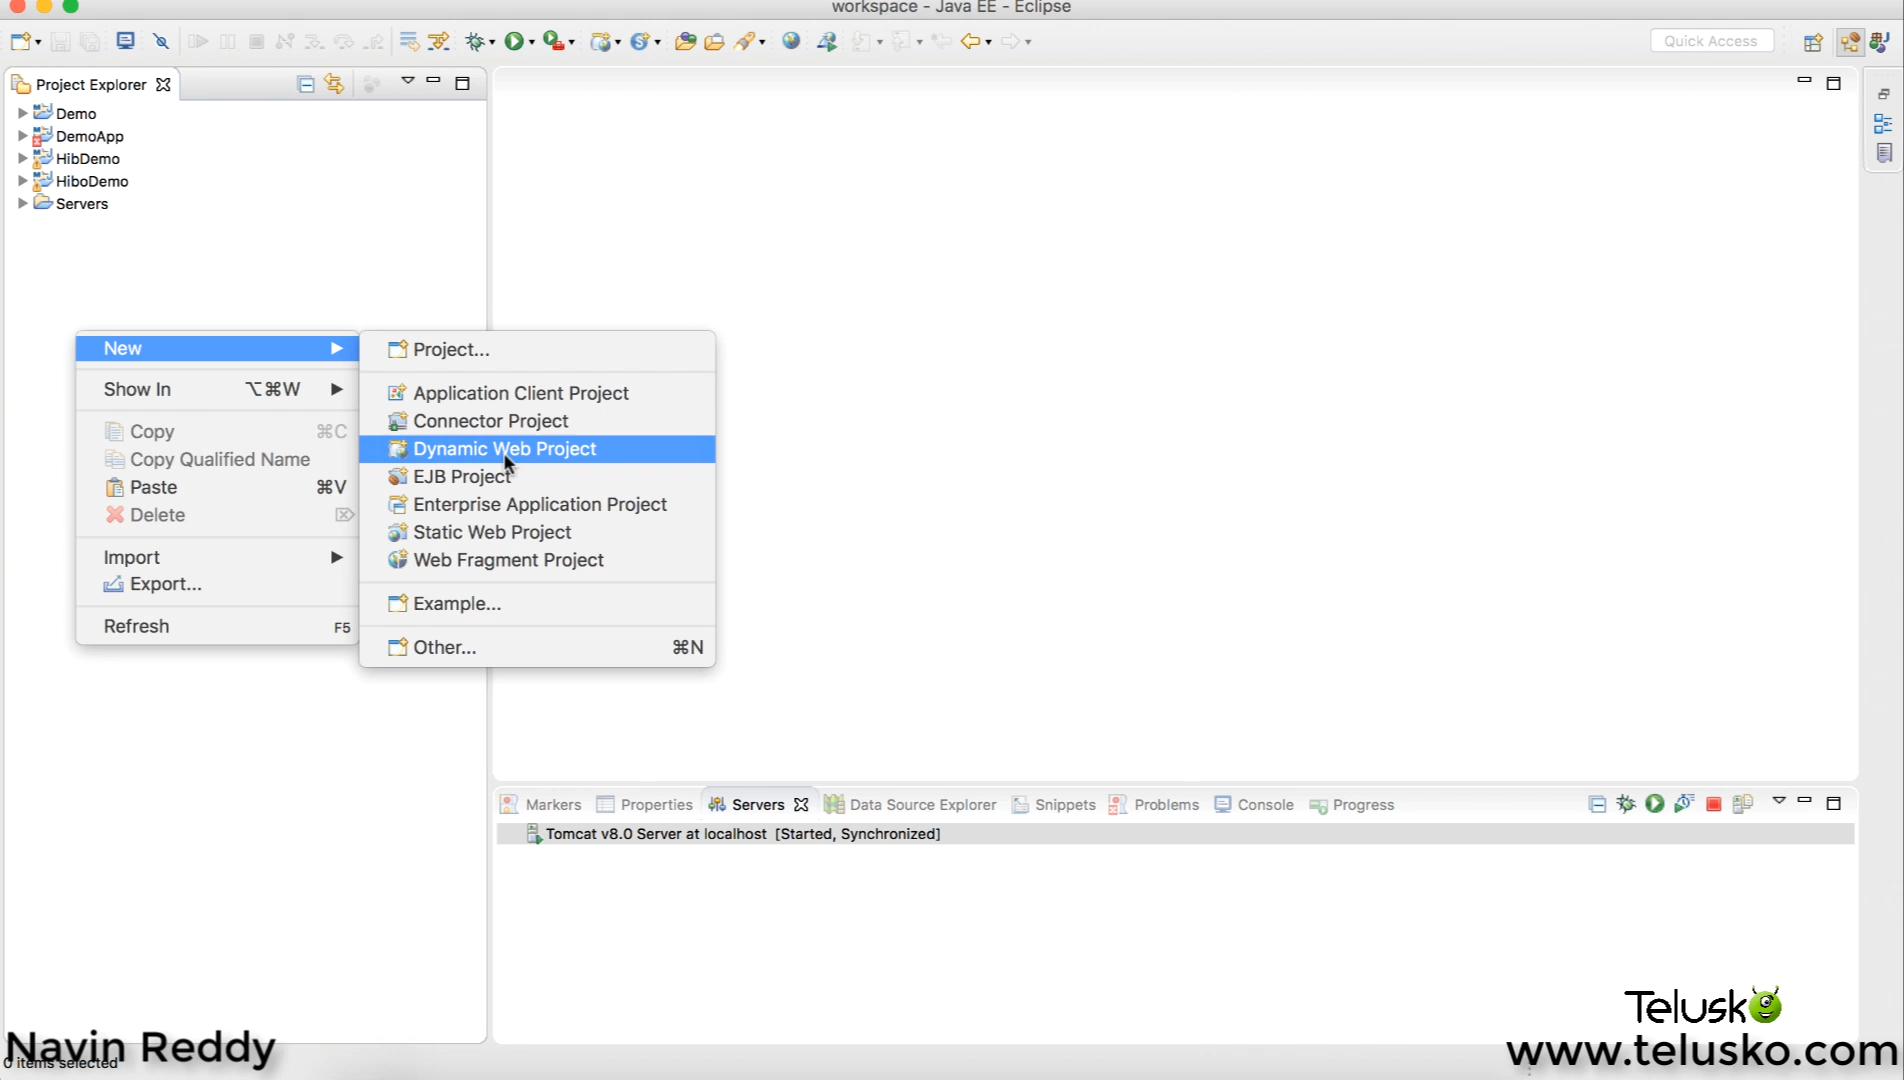 workspace - Java EE - Eclipse
Quick Access
Project Explorer
Demo
DemoApp
HibDemo
HiboDemo
Servers
New
Show In ⌥⌘W
Copy ⌘C
Copy Qualified Name
Paste ⌘V
Delete ⌦
Import
Export...
Refresh F5
Project...
Application Client Project
Connector Project
Dynamic Web Project
EJB Project
Enterprise Application Project
Static Web Project
Web Fragment Project
Example...
Other... ⌘N
Markers Properties Servers Data Source Explorer Snippets Problems Console Progress
Tomcat v8.0 Server at localhost [Started, Synchronized]
Telusko
Navin Reddy
www.telusko.com
0 items selected